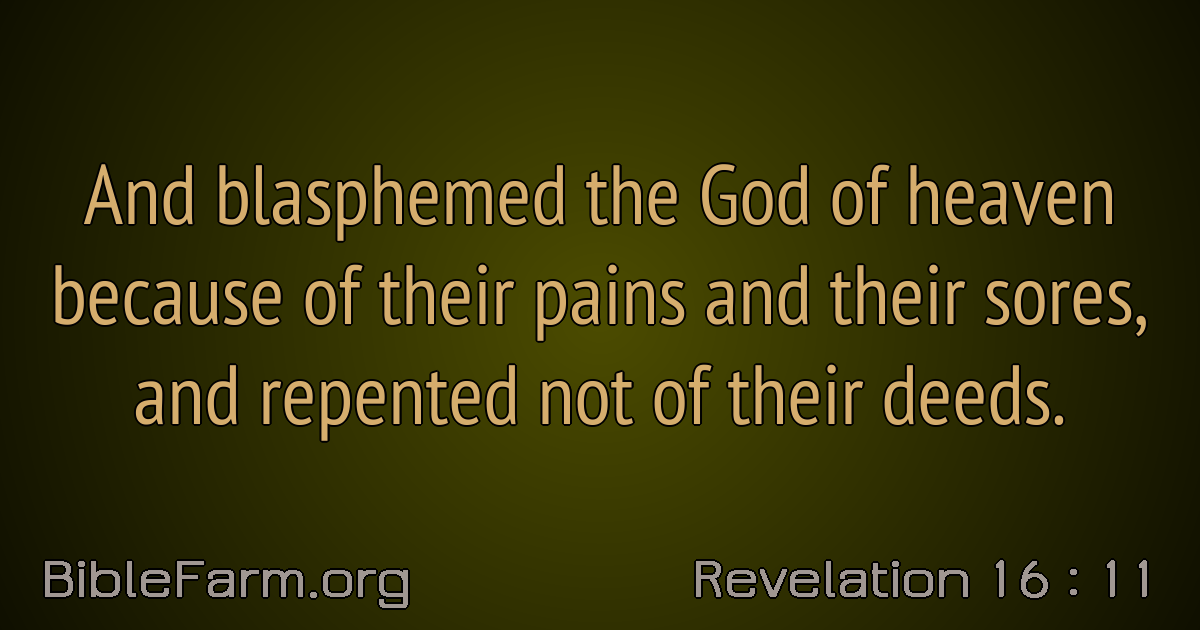 And blasphemed the God of heaven
because of their pains and their sores,
and repented not of their deeds.
BibleFarm.org
Revelation 16 : 11